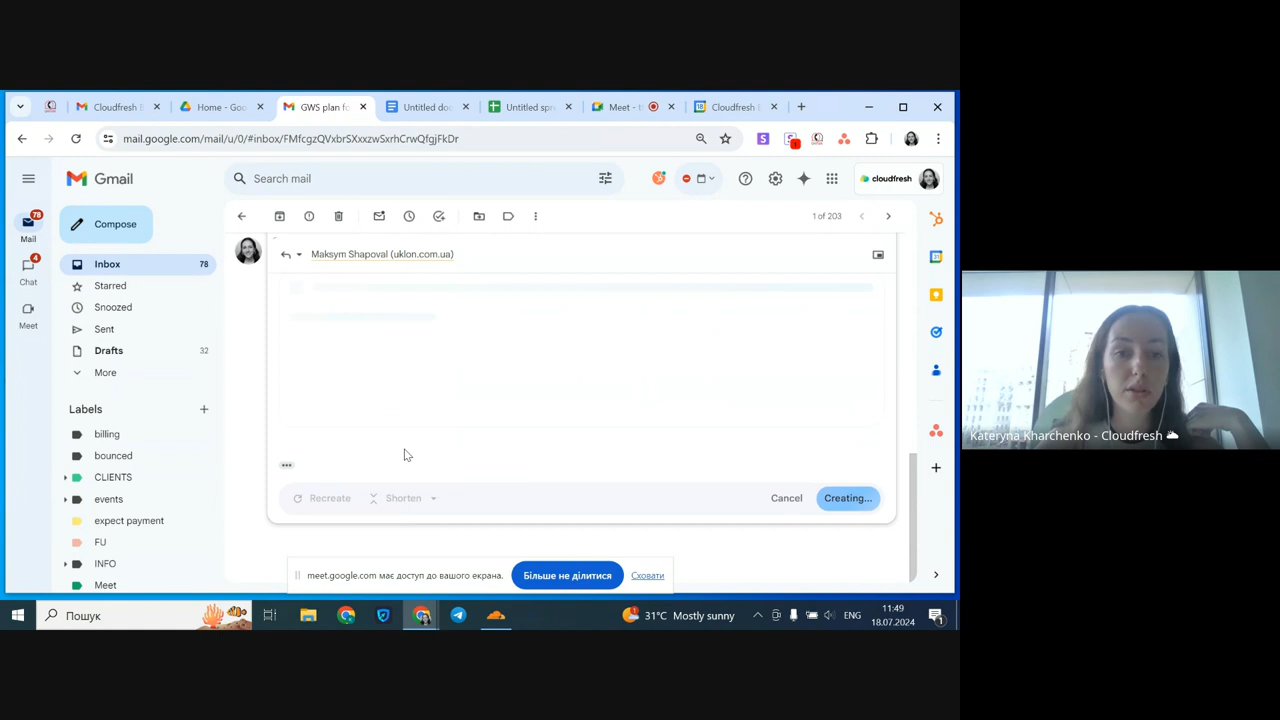 Cloudfresh E
Home - Goo
GWS plan fo
Untitled doc
Untitled spr
Meet - t
Cloudfresh
mail.google.com/mail/u/0/#inbox/FMfcgzQVxbrSXxxzwSxrhCrwQfgjFkDr
Gmail
Search mail
cloudfresh
78
Mail
Compose
1 of 203
Inbox 78
Maksym Shapoval (uklon.com.ua)
4
Chat
Starred
Snoozed
Meet
Sent
Drafts 32
More
Labels
billing
Kateryna Kharchenko - Cloudfresh
bounced
CLIENTS
events
Recreate Shorten Cancel Creating...
expect payment
FU
INFO
meet.google.com має доступ до вашого екрана. Більше не ділитися Сховати
Meet
Пошук
31°C Mostly sunny
ENG
11:49
18.07.2024